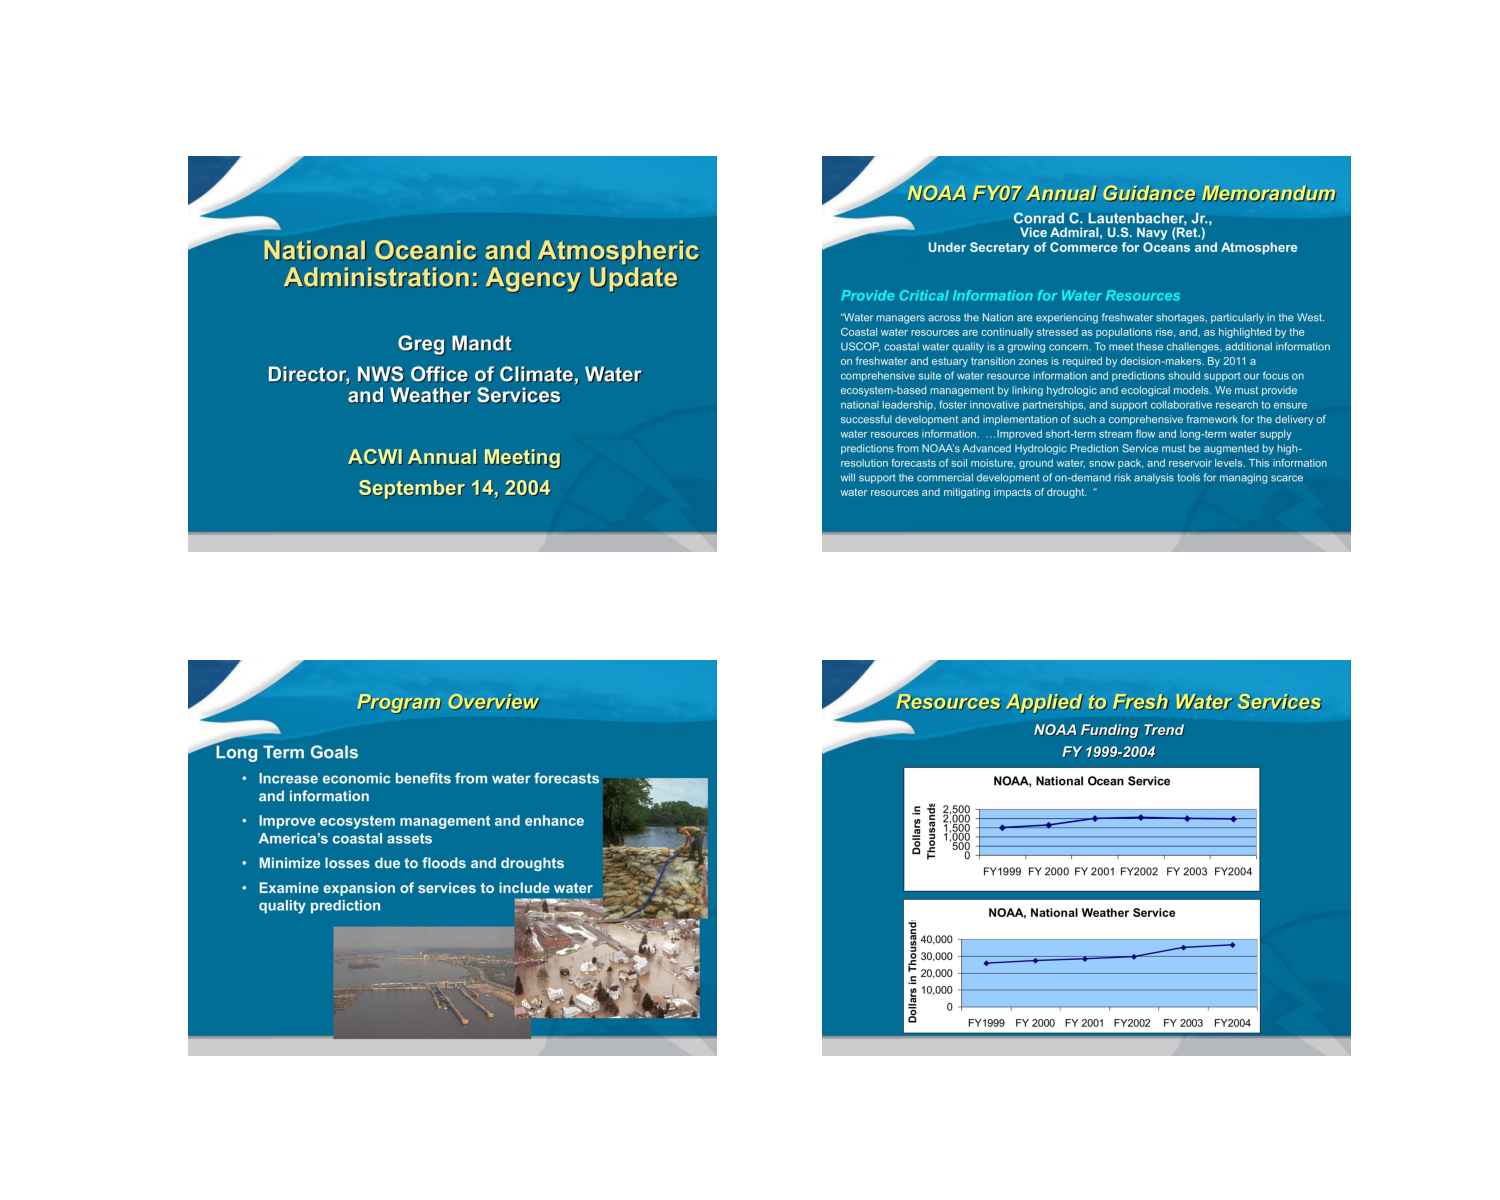 National Oceanic and Atmospheric
Administration: Agency Update
Greg Mandt
Director, NWS Office of Climate, Water
and Weather Services
ACWI Annual Meeting
September 14, 2004
NOAA FY07 Annual Guidance Memorandum
Conrad C. Lautenbacher, Jr.,
Vice Admiral, U.S. Navy (Ret.)
Under Secretary of Commerce for Oceans and Atmosphere
Provide Critical Information for Water Resources
“Water managers across the Nation are experiencing freshwater shortages, particularly in the West.
Coastal water resources are continually stressed as populations rise, and, as highlighted by the
USCOP, coastal water quality is a growing concern. To meet these challenges, additional information
on freshwater and estuary transition zones is required by decision-makers. By 2011 a
comprehensive suite of water resource information and predictions should support our focus on
ecosystem-based management by linking hydrologic and ecological models. We must provide
national leadership, foster innovative partnerships, and support collaborative research to ensure
successful development and implementation of such a comprehensive framework for the delivery of
water resources information. …Improved short-term stream flow and long-term water supply
predictions from NOAA’s Advanced Hydrologic Prediction Service must be augmented by high-
resolution forecasts of soil moisture, ground water, snow pack, and reservoir levels. This information
will support the commercial development of on-demand risk analysis tools for managing scarce
water resources and mitigating impacts of drought. “
Program Overview
Long Term Goals
• Increase economic benefits from water forecasts
and information
• Improve ecosystem management and enhance
America’s coastal assets
• Minimize losses due to floods and droughts
• Examine expansion of services to include water
quality prediction
Resources Applied to Fresh Water Services
NOAA Funding Trend
FY 1999-2004
NOAA, National Ocean Service
Dollars in
Thousands
2,500
2,000
1,500
1,000
500
0
FY1999 FY 2000 FY 2001 FY2002 FY 2003 FY2004
NOAA, National Weather Service
Dollars in Thousand
40,000
30,000
20,000
10,000
0
FY1999 FY 2000 FY 2001 FY2002 FY 2003 FY2004